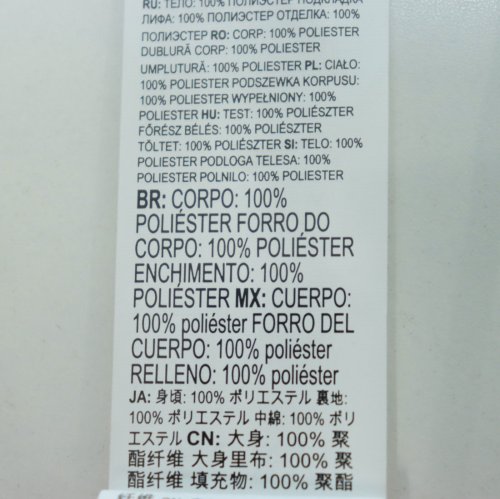 RU: ТЕЛО: 100% ПОЛИЭСТЕР ПОДКЛАДКА
ЛИФА: 100% ПОЛИЭСТЕР ОТДЕЛКА: 100%
ПОЛИЭСТЕР RO: CORP: 100% POLIESTER
DUBLURĂ CORP: 100% POLIESTER
UMPLUTURĂ: 100% POLIESTER PL: CIAŁO:
100% POLIESTER PODSZEWKA KORPUSU:
100% POLIESTER WYPEŁNIONY: 100%
POLIESTER HU: TEST: 100% POLIÉSZTER
FŐRÉSZ BÉLÉS: 100% POLIÉSZTER
TÖLTET: 100% POLIÉSZTER SI: TELO: 100%
POLIESTER PODLOGA TELESA: 100%
POLIESTER POLNILO: 100% POLIESTER
BR: CORPO: 100%
POLIÉSTER FORRO DO
CORPO: 100% POLIÉSTER
ENCHIMENTO: 100%
POLIÉSTER MX: CUERPO:
100% poliéster FORRO DEL
CUERPO: 100% poliéster
RELLENO: 100% poliéster
JA: 身頃: 100% ポリエステル 裏地:
100% ポリエステル 中綿: 100% ポリ
エステル CN: 大身: 100% 聚
酯纤维 大身里布: 100% 聚
酯纤维 填充物: 100% 聚酯